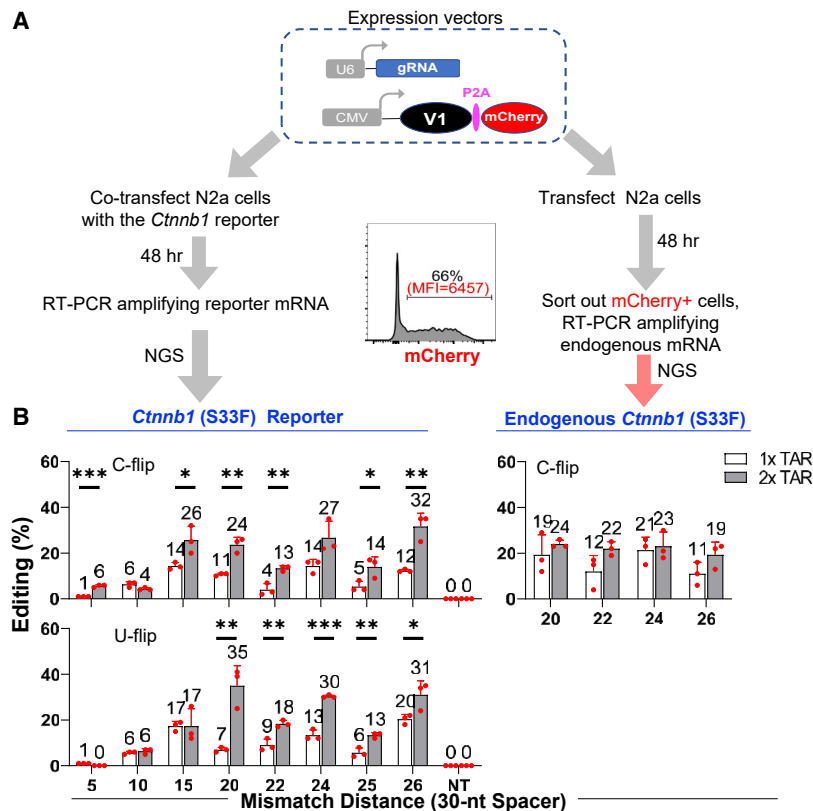 A
Expression vectors
U6
gRNA
P2A
CMV
V1
mCherry
Co-transfect N2a cells
with the Ctnnb1 reporter
48 hr
RT-PCR amplifying reporter mRNA
NGS
66%
(MFI=6457)
mCherry
Transfect N2a cells
48 hr
Sort out mCherry+ cells,
RT-PCR amplifying
endogenous mRNA
NGS
B
Ctnnb1 (S33F) Reporter
Endogenous Ctnnb1 (S33F)
Editing (%)
C-flip
60
40
20
0
*** * ** ** * **
1 6 6 4 14 26 11 24 4 13 14 27 5 14 12 32 0 0
U-flip
60
40
20
0
** ** *** ** *
1 0 6 6 17 17 7 35 9 18 13 30 6 13 20 31 0 0
5 10 15 20 22 24 25 26 NT
C-flip
60
40
20
0
19 24 12 22 21 23 11 19
20 22 24 26
1x TAR
2x TAR
Mismatch Distance (30-nt Spacer)